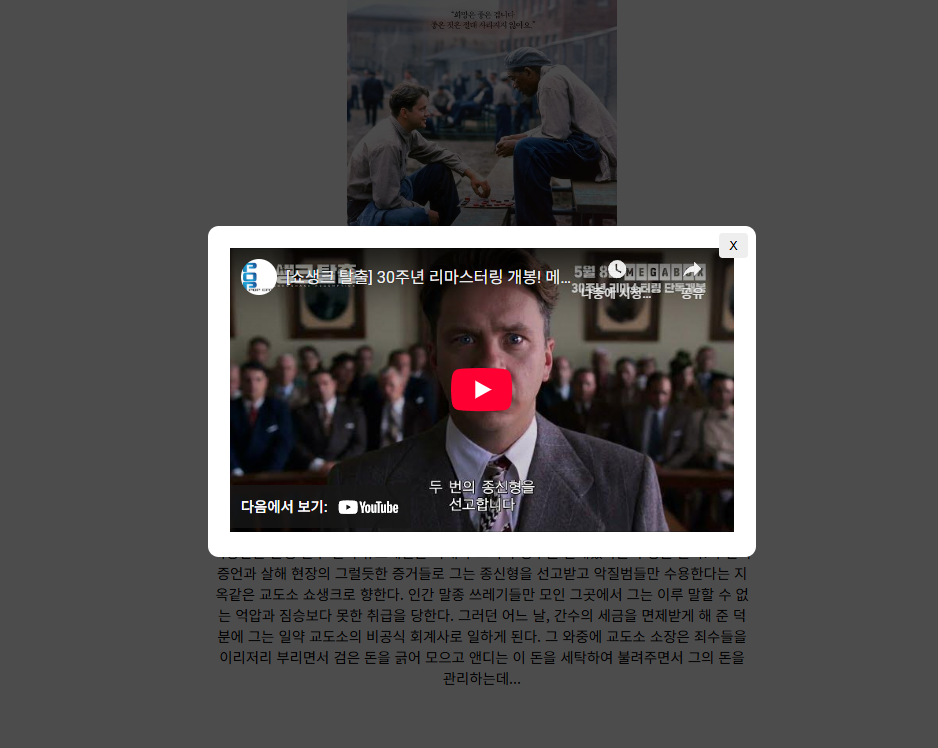 "희망은 좋은 겁니다
좋은 것은 절대 사라지지 않아요."
X
[쇼생크 탈출] 30주년 리마스터링 개봉! 메...
5월 8
MEGABOX
30주년 리마스터링 단독개봉
나중에 시청...
공유
두 번의 종신형을
선고합니다
다음에서 보기:
YouTube
증언과 살해 현장의 그럴듯한 증거들로 그는 종신형을 선고받고 악질범들만 수용한다는 지
옥같은 교도소 쇼생크로 향한다. 인간 말종 쓰레기들만 모인 그곳에서 그는 이루 말할 수 없
는 억압과 짐승보다 못한 취급을 당한다. 그러던 어느 날, 간수의 세금을 면제받게 해 준 덕
분에 그는 일약 교도소의 비공식 회계사로 일하게 된다. 그 와중에 교도소 소장은 죄수들을
이리저리 부리면서 검은 돈을 긁어 모으고 앤디는 이 돈을 세탁하여 불려주면서 그의 돈을
관리하는데...